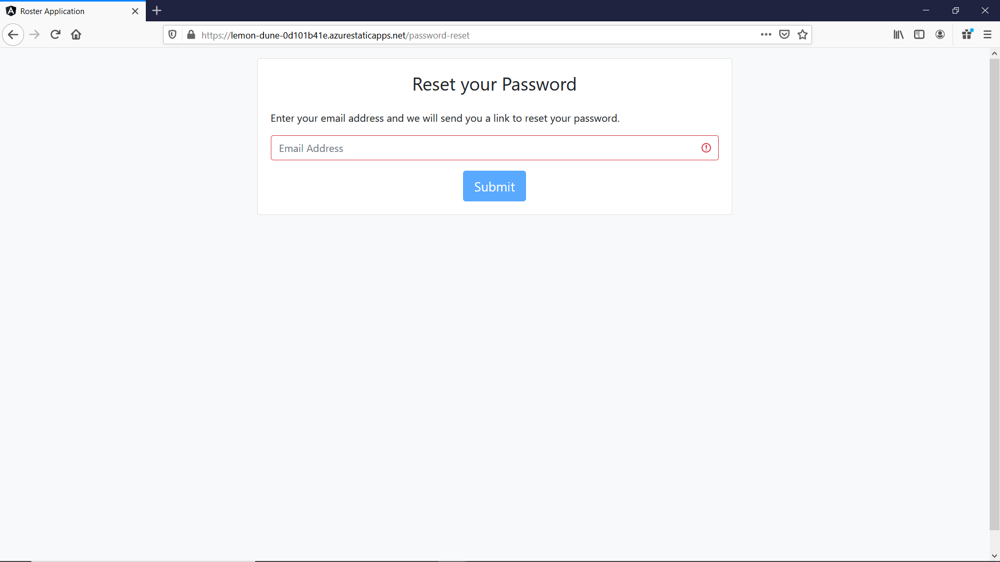 Roster Application
https://lemon-dune-0d101b41e.azurestaticapps.net/password-reset
Reset your Password
Enter your email address and we will send you a link to reset your password.
Email Address
Submit